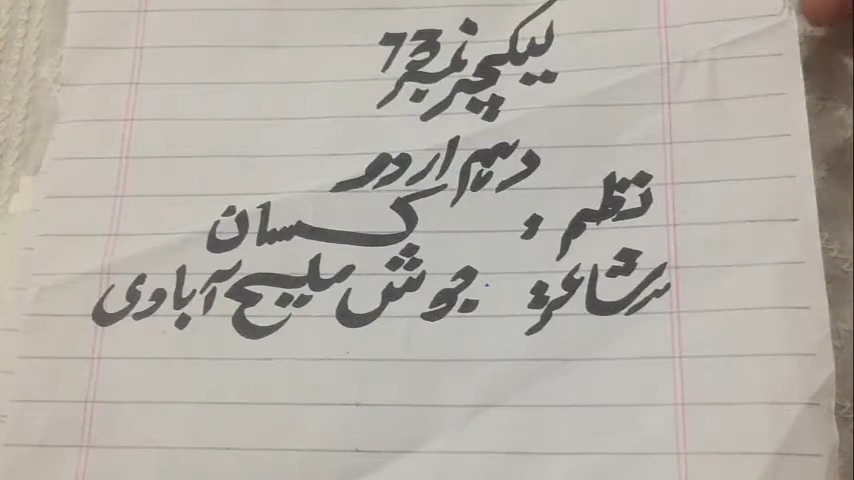 لیکچر نمبر 73
دہم اردو
نظم: کسان
شاعر: جوش ملیح آبادی